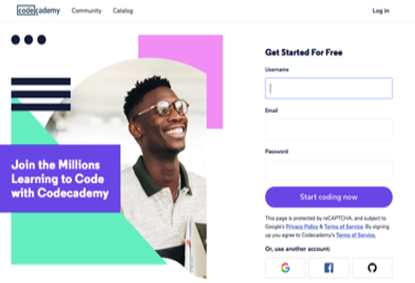 codecademy
Community
Catalog
Log in
Join the Millions
Learning to Code
with Codecademy
Get Started For Free
Username
Email
Password
Start coding now
This page is protected by reCAPTCHA, and subject to
Google's Privacy Policy & Terms of Service. By signing
up you agree to Codecademy's Terms of Service.
Or, use another account: